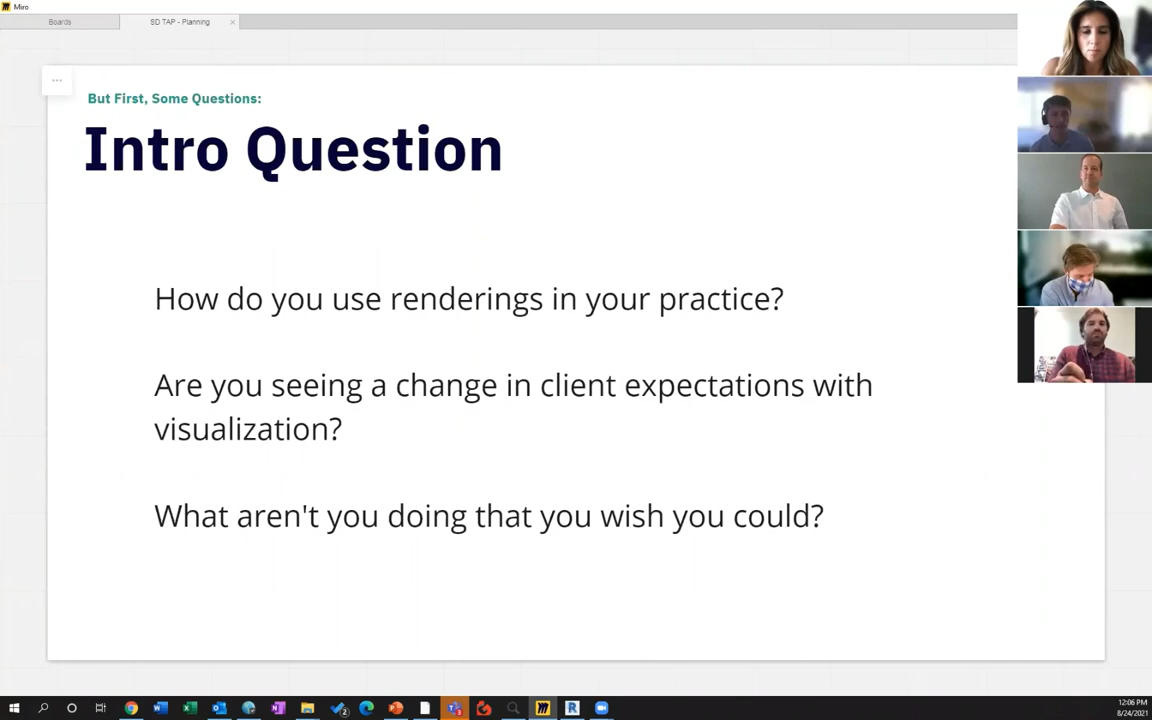 Miro
Boards
SD TAP - Planning
But First, Some Questions:
Intro Question
How do you use renderings in your practice?
Are you seeing a change in client expectations with
visualization?
What aren't you doing that you wish you could?
12:06 PM
8/24/2021